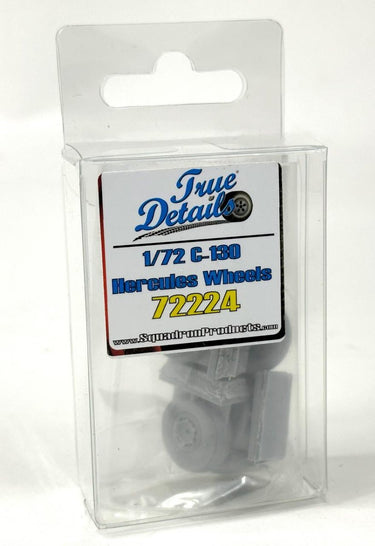 True
Details
1/72 C-130
Hercules Wheels
72224
www.SquadronProducts.com